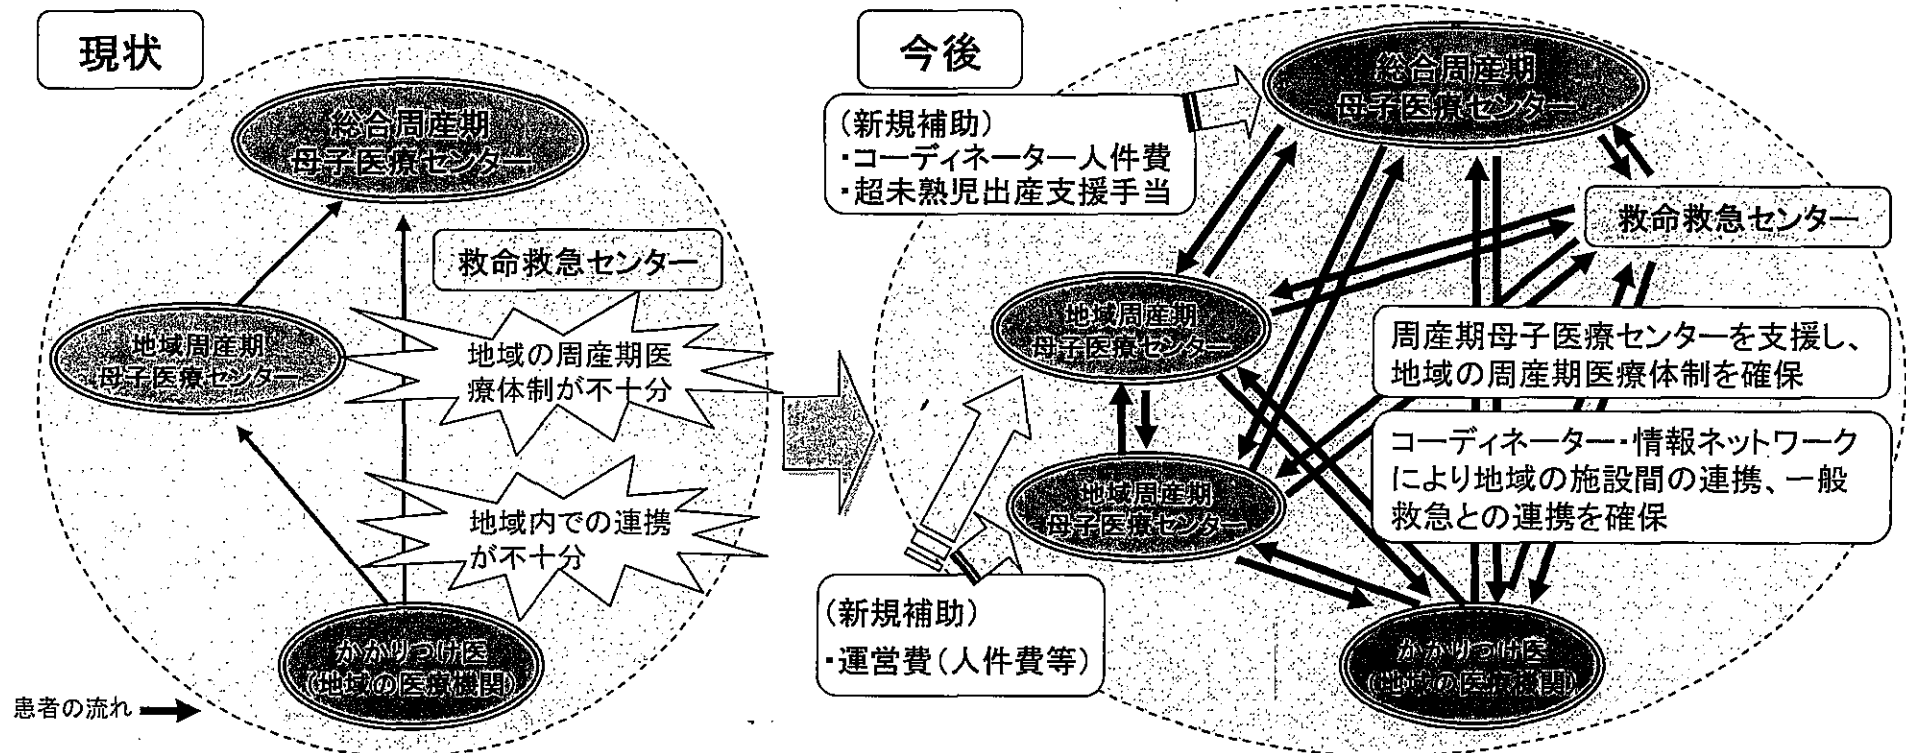 現状
総合周産期
母子医療センター
救命救急センター
地域周産期
母子医療センター
地域の周産期医
療体制が不十分
地域内での連携
が不十分
かかりつけ医
(地域の医療機関)
患者の流れ
今後
総合周産期
母子医療センター
(新規補助)
・コーディネーター人件費
・超未熟児出産支援手当
救命救急センター
地域周産期
母子医療センター
周産期母子医療センターを支援し、
地域の周産期医療体制を確保
コーディネーター・情報ネットワーク
により地域の施設間の連携、一般
救急との連携を確保
地域周産期
母子医療センター
(新規補助)
・運営費(人件費等)
かかりつけ医
(地域の医療機関)